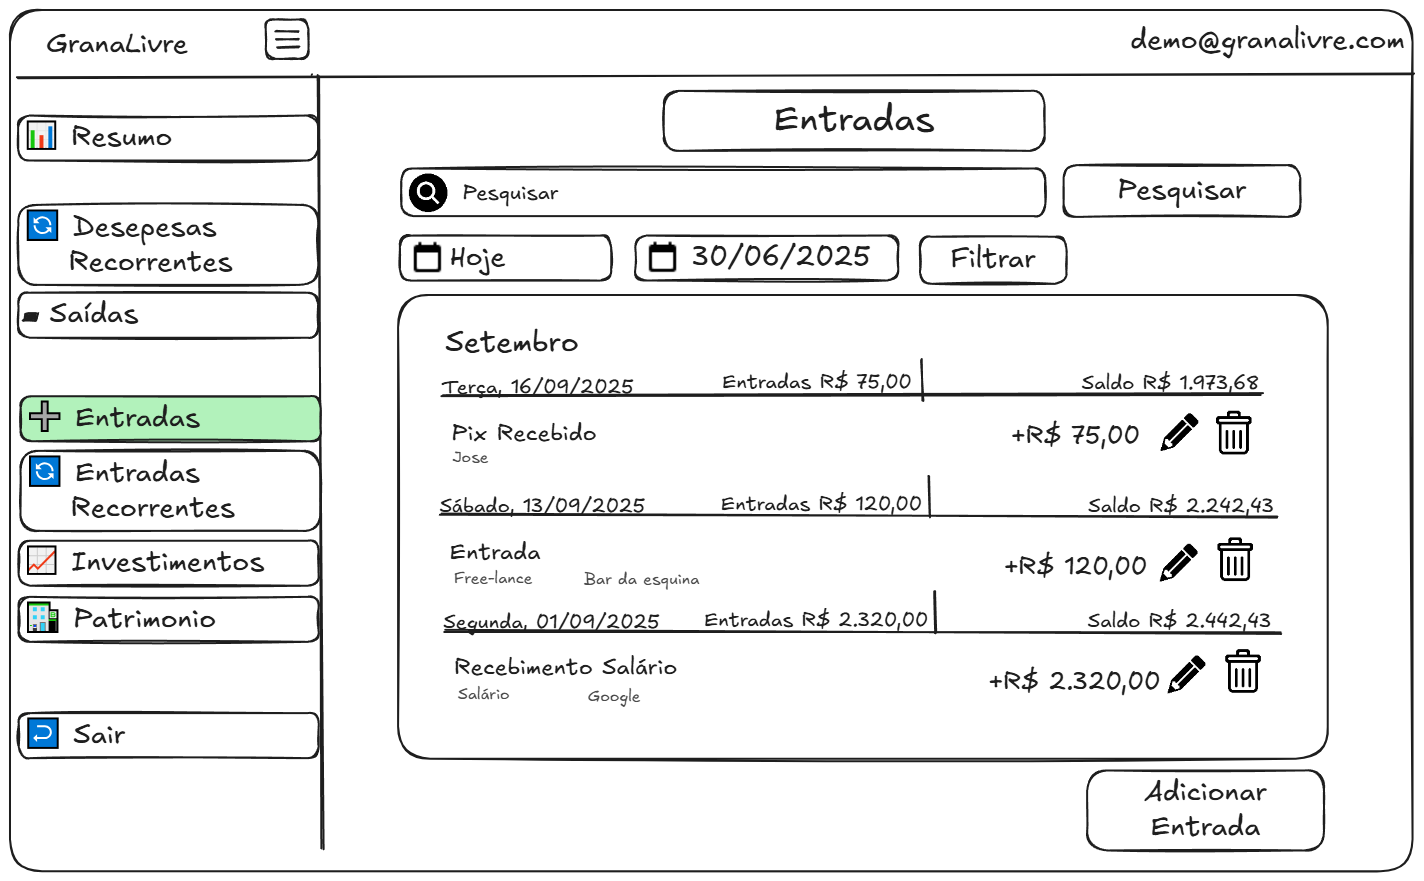 GranaLivre
demo@granalivre.com
Resumo
Desepesas
Recorrentes
Saídas
Entradas
Entradas
Recorrentes
Investimentos
Patrimonio
Sair
Entradas
Pesquisar
Pesquisar
Hoje
30/06/2025
Filtrar
Setembro
Terça, 16/09/2025 Entradas R$ 75,00 Saldo R$ 1.973,68
Pix Recebido +R$ 75,00
Jose
Sábado, 13/09/2025 Entradas R$ 120,00 Saldo R$ 2.242,43
Entrada +R$ 120,00
Free-lance Bar da esquina
Segunda, 01/09/2025 Entradas R$ 2.320,00 Saldo R$ 2.442,43
Recebimento Salário +R$ 2.320,00
Salário Google
Adicionar
Entrada